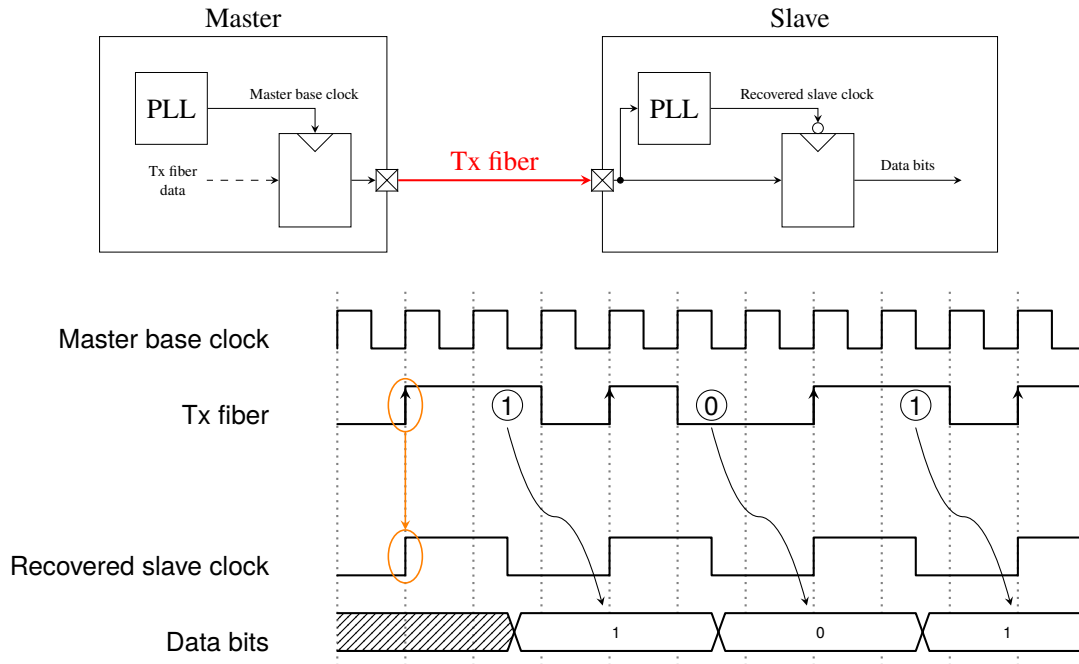 Master
Slave
PLL
Master base clock
Tx fiber
data
Tx fiber
PLL
Recovered slave clock
Data bits
Master base clock
Tx fiber
1
0
1
Recovered slave clock
Data bits
1
0
1